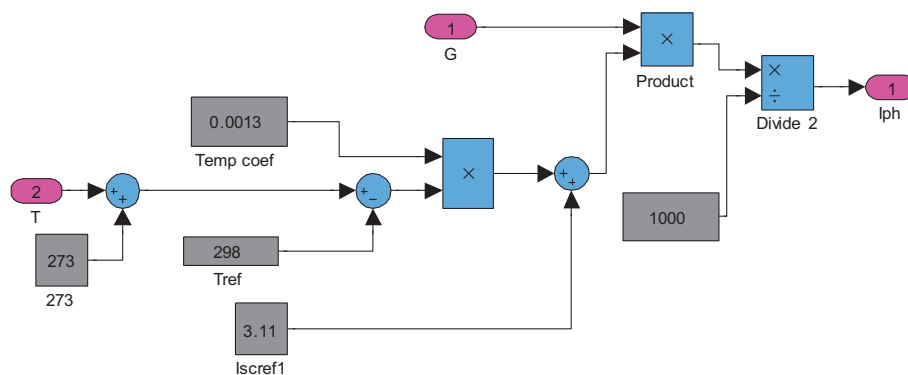 1
G
×
Product
×
÷
Divide 2
1
Iph
0.0013
Temp coef
×
2
T
+
+
+
−
+
+
1000
273
273
298
Tref
3.11
Iscref1